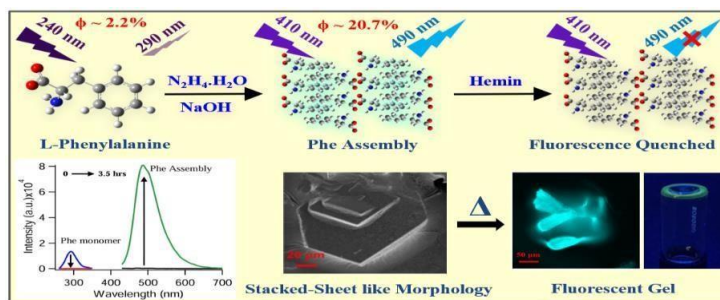 240 nm
ϕ ~ 2.2%
290 nm
410 nm
ϕ ~ 20.7%
490 nm
410 nm
490 nm
N₂H₄.H₂O
NaOH
Hemin
L-Phenylalanine
Phe Assembly
Fluorescence Quenched
0 → 3.5 hrs
Phe Assembly
Phe monomer
Intensity (a.u.)x10⁴
8
6
4
2
0
300 400 500 600 700
Wavelength (nm)
20 µm
Δ
50 µm
Stacked-Sheet like Morphology
Fluorescent Gel